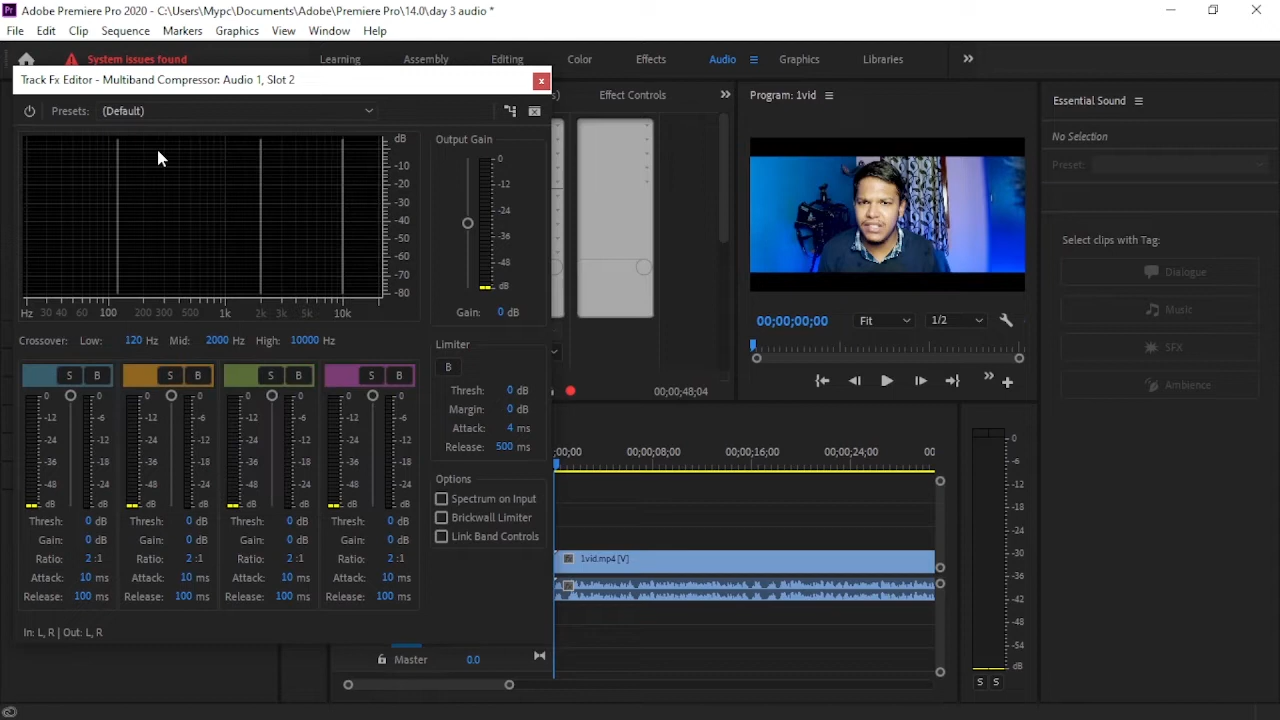 Adobe Premiere Pro 2020 - C:\Users\Mypc\Documents\Adobe\Premiere Pro\14.0\day 3 audio *
File Edit Clip Sequence Markers Graphics View Window Help
System issues found Learning Assembly Editing Color Effects Audio Graphics Libraries
Track Fx Editor - Multiband Compressor: Audio 1, Slot 2
Presets: (Default)
Effect Controls
Program: 1vid
Essential Sound
No Selection
Preset:
dB
-10
-20
-30
-40
-50
-60
-70
-80
Hz 30 40 60 100 200 300 500 1k 2k 3k 5k 10k
Output Gain
0
-12
-24
-36
-48
dB
Gain: 0 dB
Crossover: Low: 120 Hz Mid: 2000 Hz High: 10000 Hz
S B S B S B S B
0 0 0 0 0 0 0 0
-12 -6 -12 -6 -12 -6 -12 -6
-24 -12 -24 -12 -24 -12 -24 -12
-36 -18 -36 -18 -36 -18 -36 -18
-48 -48 -48 -48
dB dB dB dB dB dB dB dB
Thresh: 0 dB Thresh: 0 dB Thresh: 0 dB Thresh: 0 dB
Gain: 0 dB Gain: 0 dB Gain: 0 dB Gain: 0 dB
Ratio: 2 :1 Ratio: 2 :1 Ratio: 2 :1 Ratio: 2 :1
Attack: 10 ms Attack: 10 ms Attack: 10 ms Attack: 10 ms
Release: 100 ms Release: 100 ms Release: 100 ms Release: 100 ms
In: L, R | Out: L, R
Limiter
B
Thresh: 0 dB
Margin: 0 dB
Attack: 4 ms
Release: 500 ms
Options
Spectrum on Input
Brickwall Limiter
Link Band Controls
00;00;48;04
00;00;00;00 Fit 1/2
Select clips with Tag:
Dialogue
Music
SFX
Ambience
;00;00 00;00;08;00 00;00;16;00 00;00;24;00 00
1vid.mp4 [V]
Master 0.0
0
-6
-12
-18
-24
-30
-36
-42
-48
-54
dB
S S